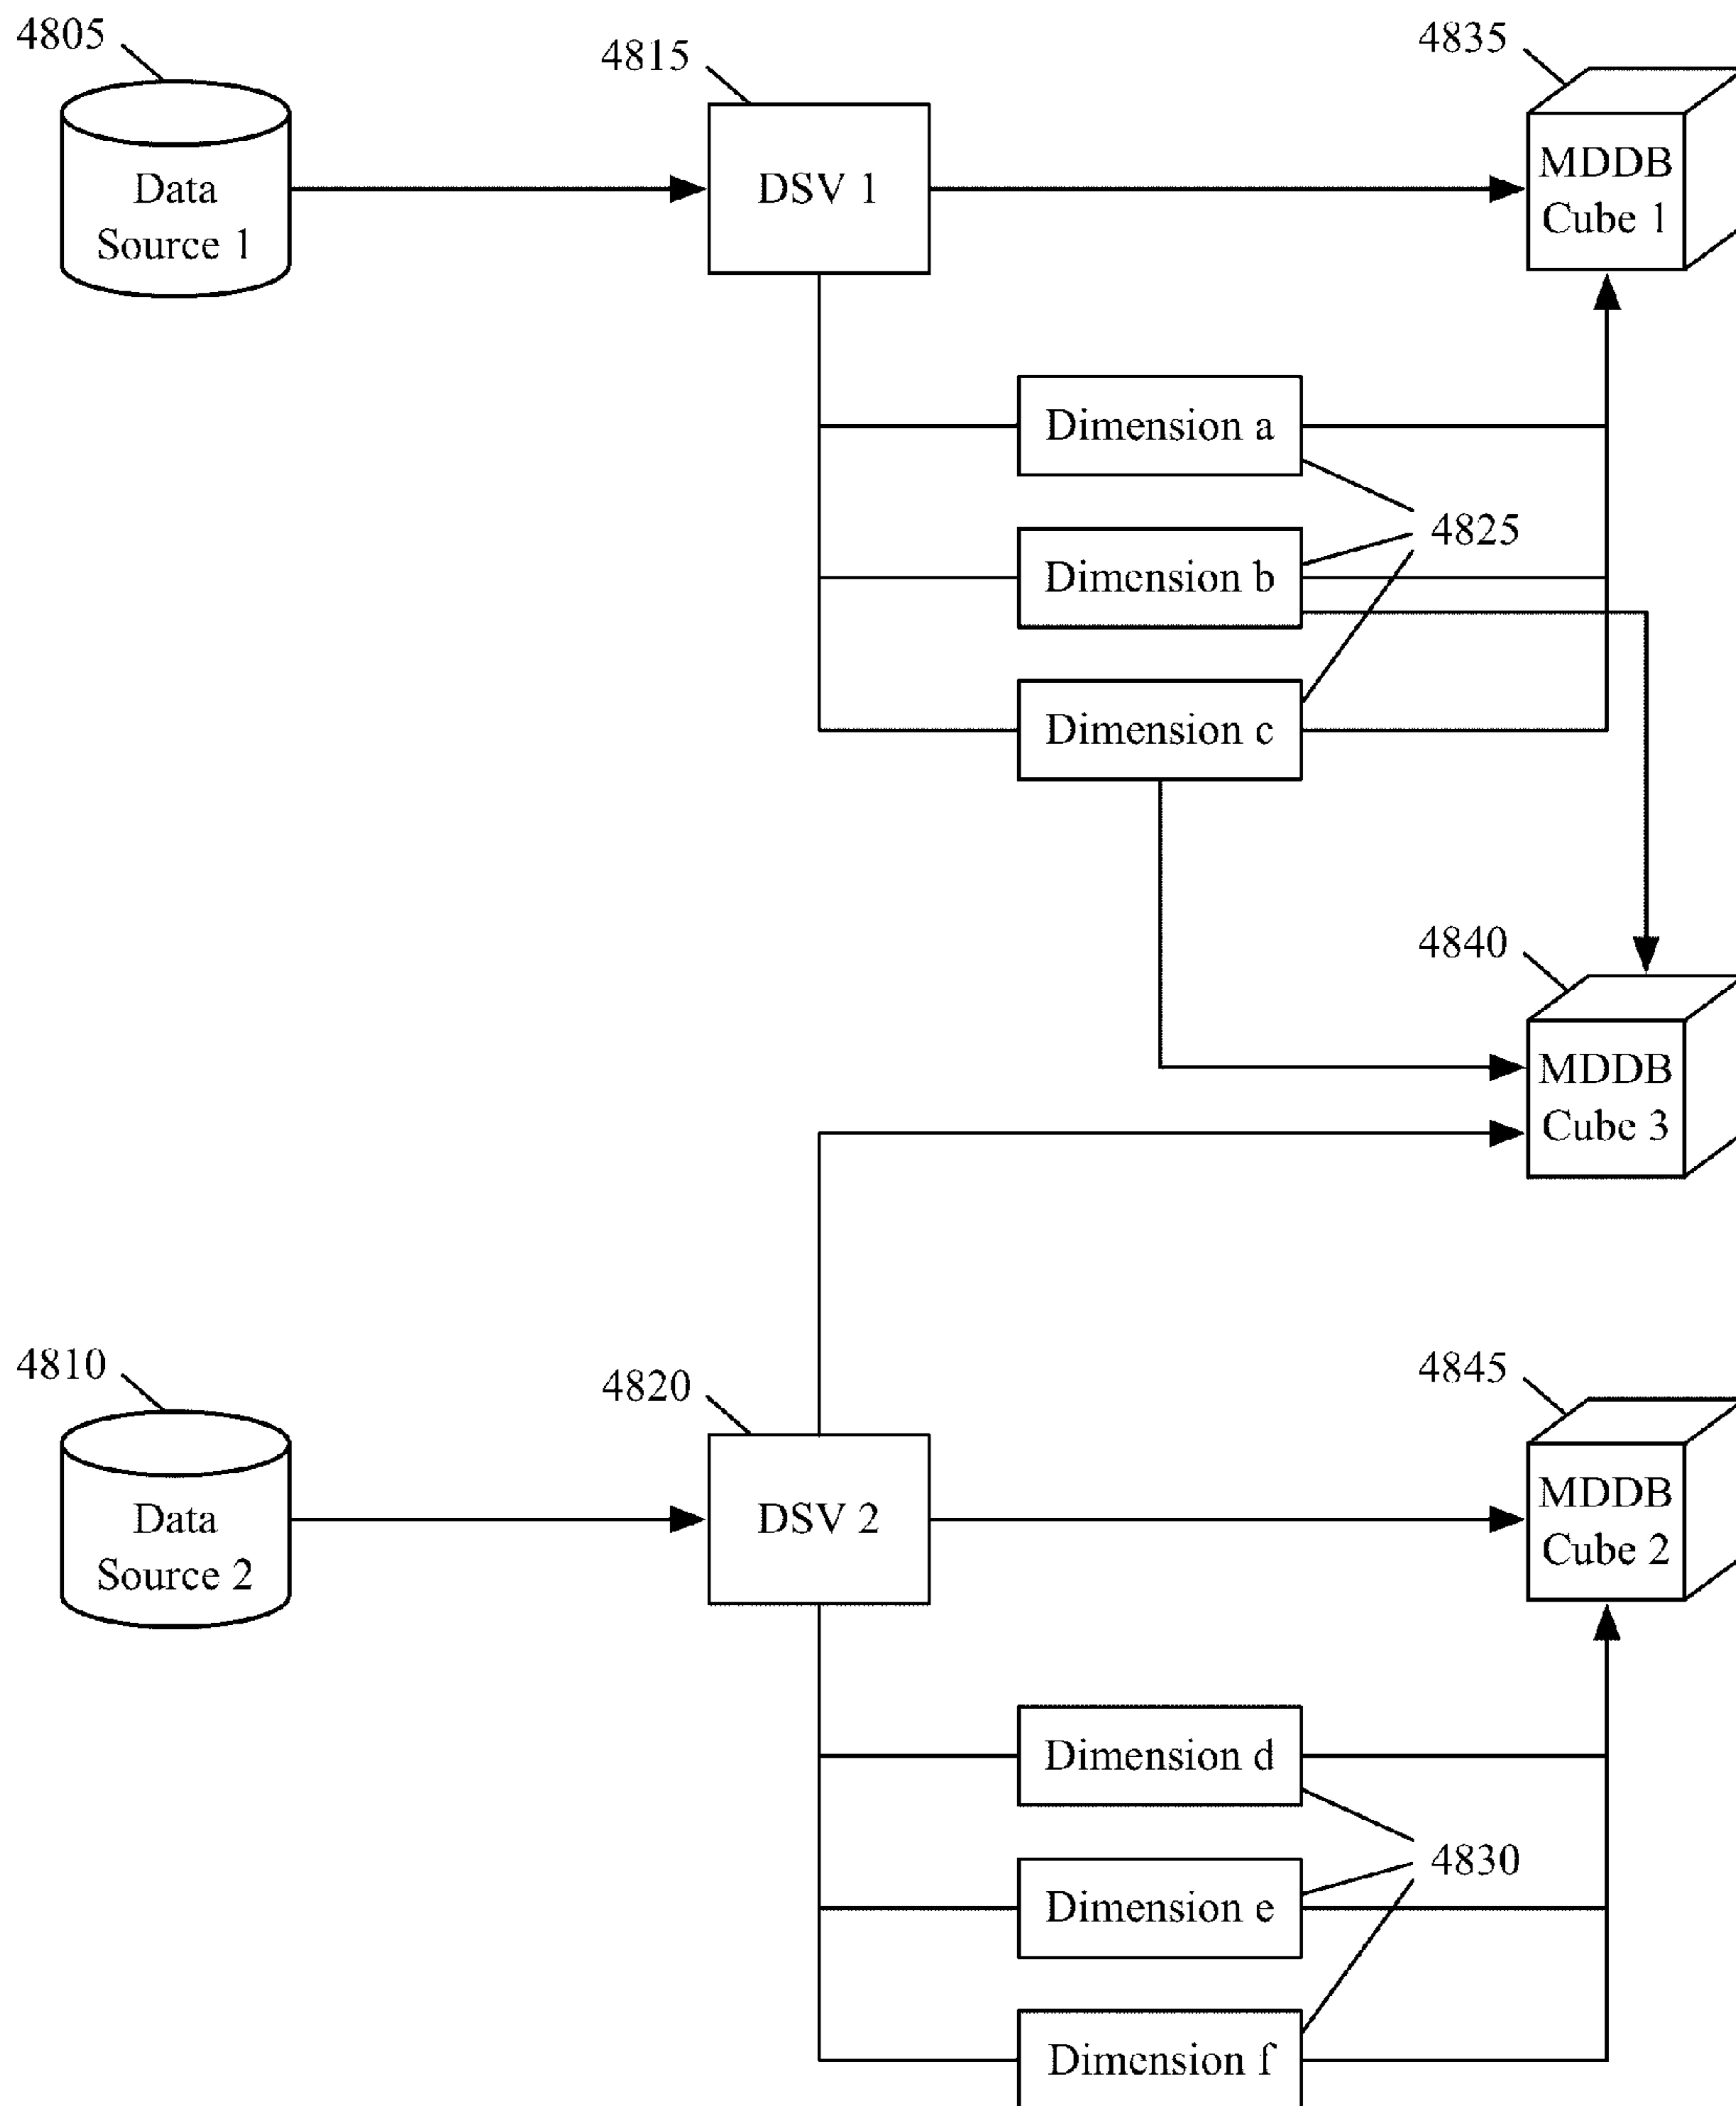 4805
4815
4835
Data
Source 1
DSV 1
MDDB
Cube 1
Dimension a
4825
Dimension b
Dimension c
4840
MDDB
Cube 3
4810
4820
4845
Data
Source 2
DSV 2
MDDB
Cube 2
Dimension d
4830
Dimension e
Dimension f